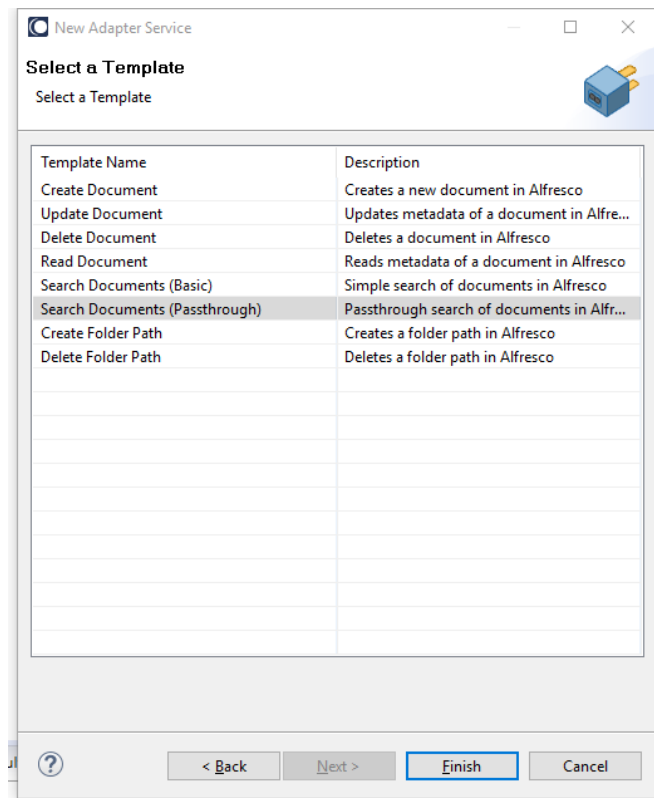 New Adapter Service
Select a Template
Select a Template
Template Name Description
Create Document Creates a new document in Alfresco
Update Document Updates metadata of a document in Alfre...
Delete Document Deletes a document in Alfresco
Read Document Reads metadata of a document in Alfresco
Search Documents (Basic) Simple search of documents in Alfresco
Search Documents (Passthrough) Passthrough search of documents in Alfr...
Create Folder Path Creates a folder path in Alfresco
Delete Folder Path Deletes a folder path in Alfresco
? < Back Next > Finish Cancel